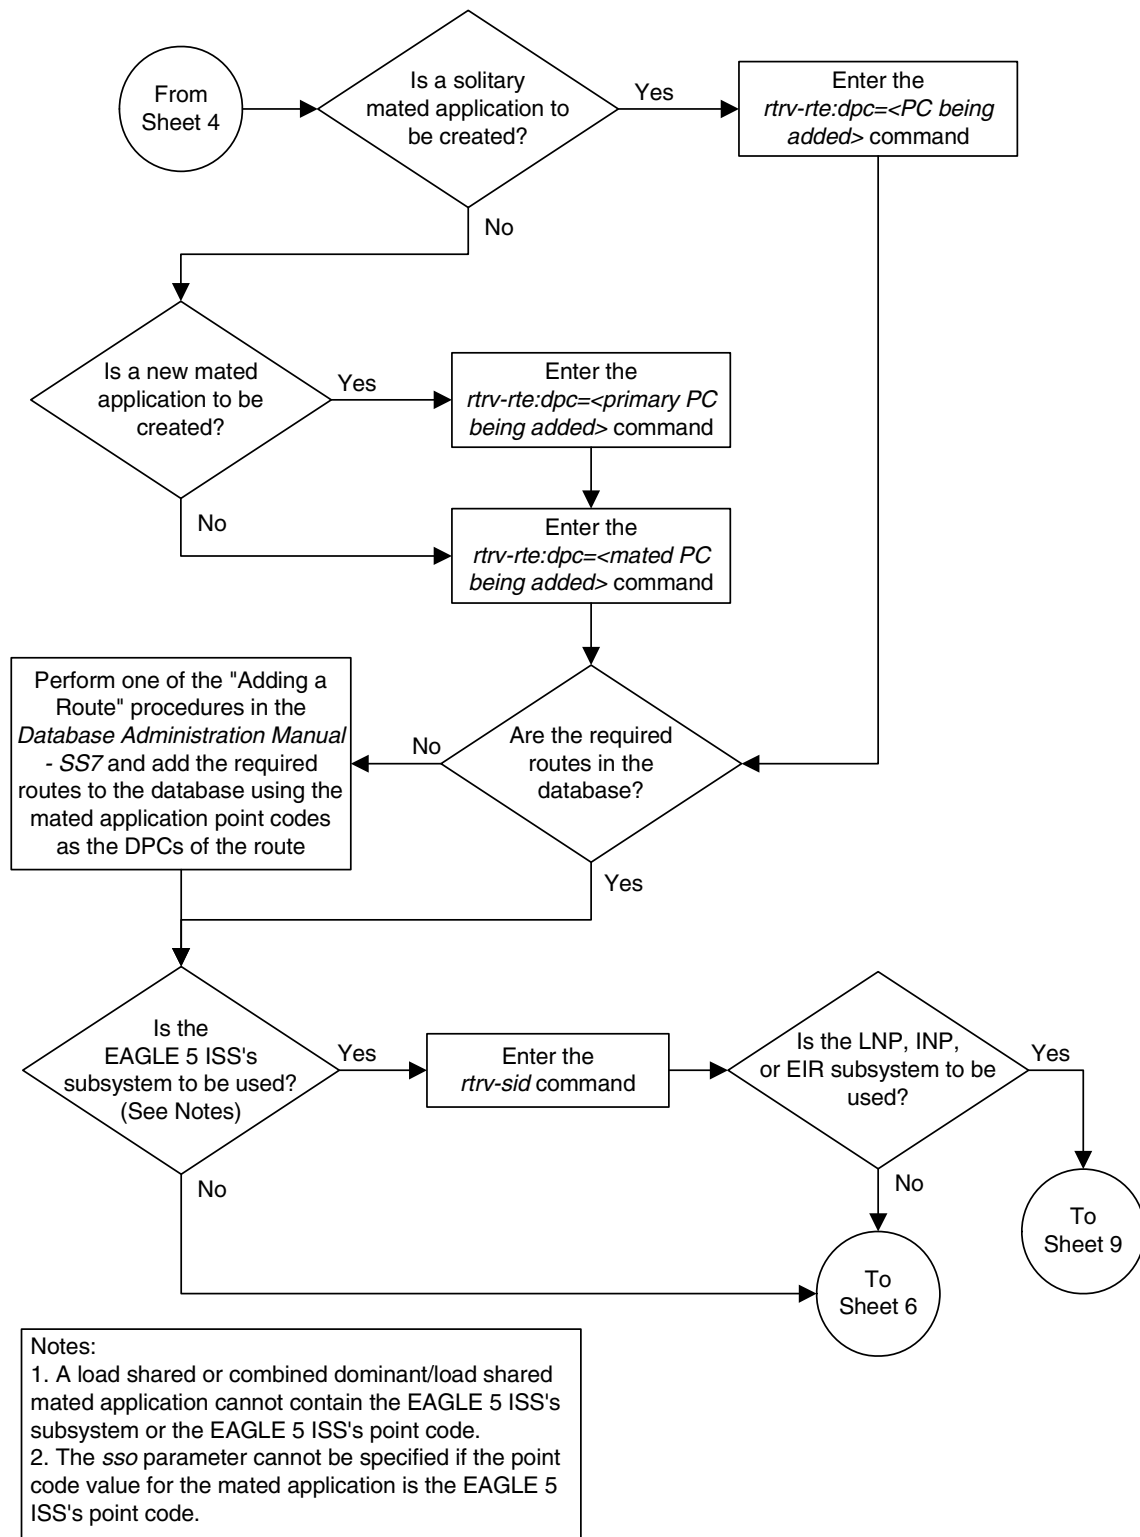 From
Sheet 4
Is a solitary
mated application to
be created?
Yes
Enter the
rtrv-rte:dpc=<PC being
added> command
No
Is a new mated
application to be
created?
Yes
Enter the
rtrv-rte:dpc=<primary PC
being added> command
No
Enter the
rtrv-rte:dpc=<mated PC
being added> command
Perform one of the "Adding a
Route" procedures in the
Database Administration Manual
- SS7 and add the required
routes to the database using the
mated application point codes
as the DPCs of the route
No
Are the required
routes in the
database?
Yes
Is the
EAGLE 5 ISS's
subsystem to be used?
(See Notes)
Yes
Enter the
rtrv-sid command
Is the LNP, INP,
or EIR subsystem to be
used?
Yes
No
No
To
Sheet 9
To
Sheet 6
Notes:
1. A load shared or combined dominant/load shared
mated application cannot contain the EAGLE 5 ISS's
subsystem or the EAGLE 5 ISS's point code.
2. The sso parameter cannot be specified if the point
code value for the mated application is the EAGLE 5
ISS's point code.